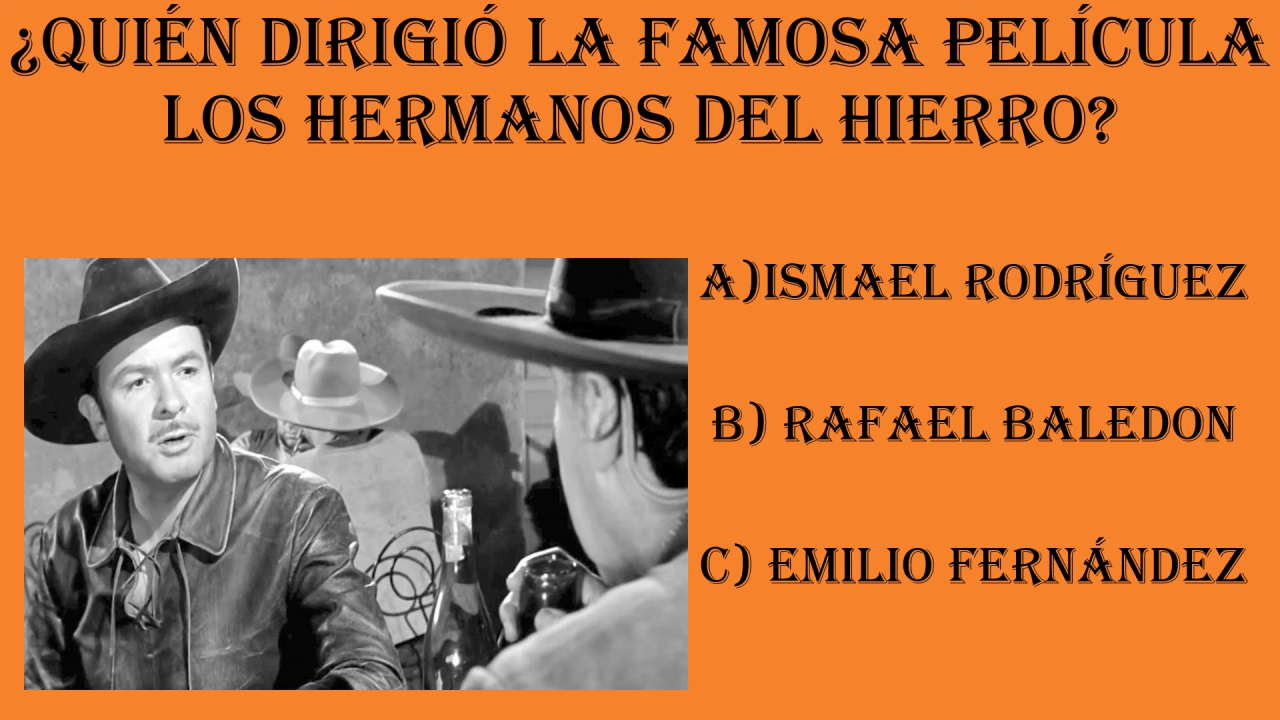 ¿QUIÉN DIRIGIÓ LA FAMOSA PELÍCULA
LOS HERMANOS DEL HIERRO?
A)ISMAEL RODRÍGUEZ
B) RAFAEL BALEDON
C) EMILIO FERNÁNDEZ